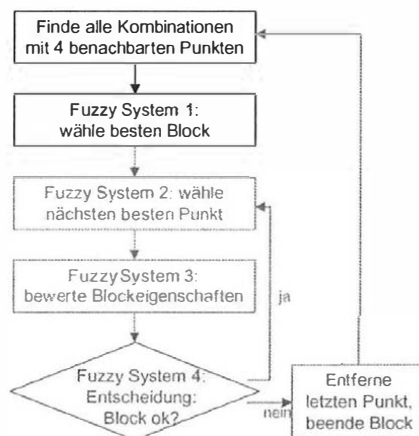 Finde alle Kombinationen
mit 4 benachbarten Punkten
Fuzzy System 1:
wähle besten Block
Fuzzy System 2: wähle
nächsten besten Punkt
Fuzzy System 3:
bewerte Blockeigenschaften
ja
Fuzzy System 4:
Entscheidung:
Block ok?
nein
Entferne
letzten Punkt,
beende Block